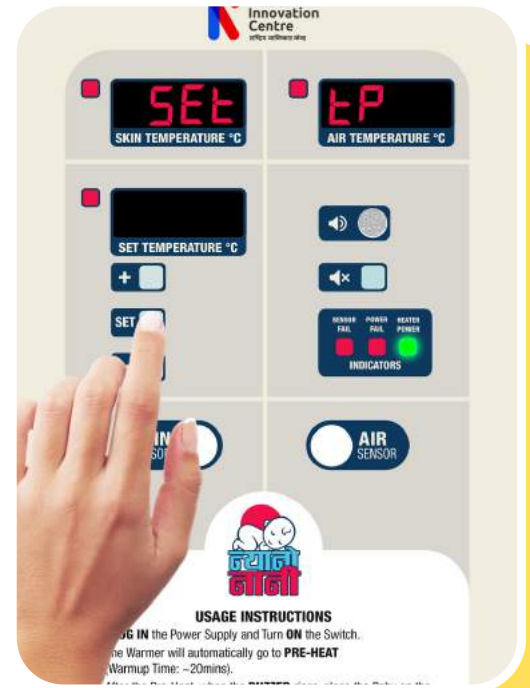 Innovation
Centre
राष्ट्रिय आविष्कार केन्द्र
SEt
SKIN TEMPERATURE °C
tP
AIR TEMPERATURE °C
SET TEMPERATURE °C
+
SET
SENSOR FAIL POWER FAIL HEATER POWER
INDICATORS
AIR
SENSOR
न्यानो
नानी
USAGE INSTRUCTIONS
IN the Power Supply and Turn ON the Switch.
Warmer will automatically go to PRE-HEAT
(Warmup Time: ~20mins).